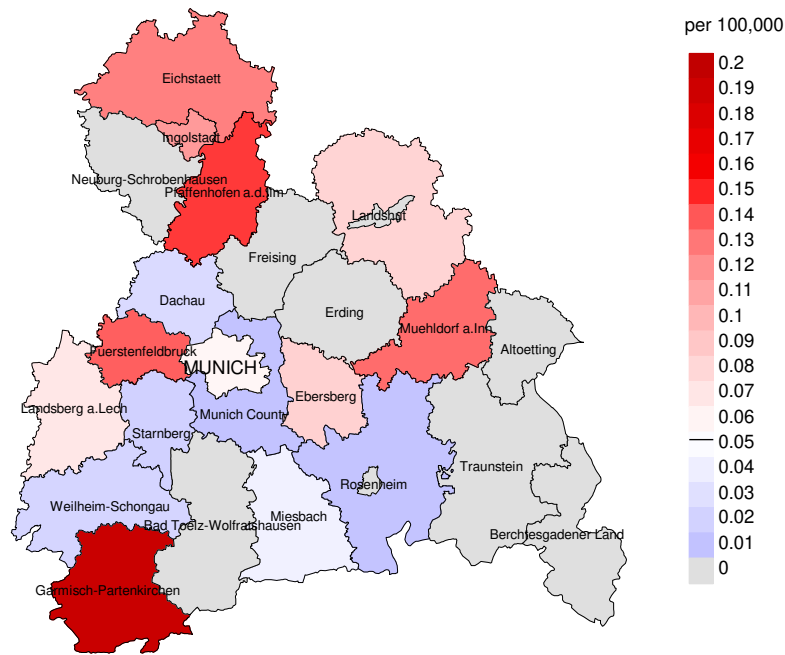 per 100,000
Eichstaett
Ingolstadt
Neuburg-Schrobenhausen
Pfaffenhofen a.d.Ilm
Landshut
Freising
Dachau
Erding
Muehldorf a.Inn
Altoetting
Fuerstenfeldbruck
MUNICH
Ebersberg
Landsberg a.Lech
Munich County
Starnberg
Traunstein
Rosenheim
Weilheim-Schongau
Miesbach
Bad Toelz-Wolfratshausen
Berchtesgadener Land
Garmisch-Partenkirchen
0.2
0.19
0.18
0.17
0.16
0.15
0.14
0.13
0.12
0.11
0.1
0.09
0.08
0.07
0.06
0.05
0.04
0.03
0.02
0.01
0